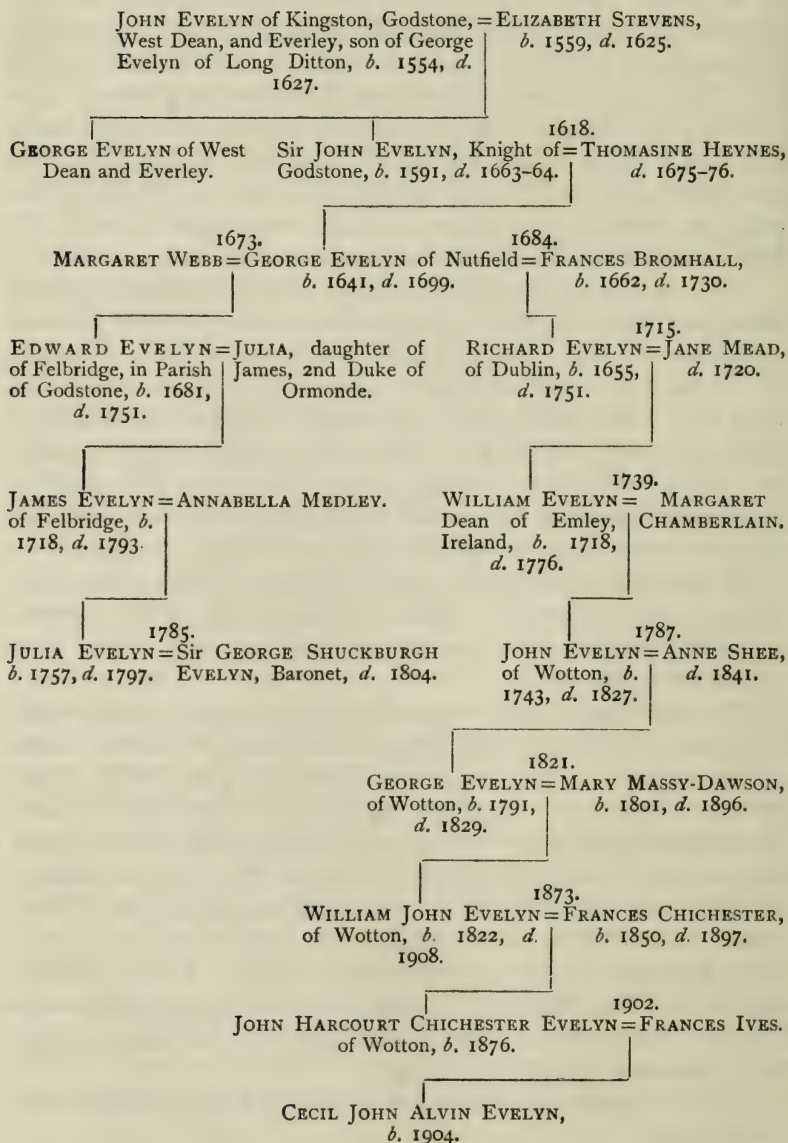 JOHN EVELYN of Kingston, Godstone, = ELIZABETH STEVENS,
West Dean, and Everley, son of George b. 1559, d. 1625.
Evelyn of Long Ditton, b. 1554, d.
1627.
1618.
GEORGE EVELYN of West Sir JOHN EVELYN, Knight of = THOMASINE HEYNES,
Dean and Everley. Godstone, b. 1591, d. 1663-64. d. 1675-76.
1673. 1684.
MARGARET WEBB = GEORGE EVELYN of Nutfield = FRANCES BROMHALL,
b. 1641, d. 1699. b. 1662, d. 1730.
1715.
EDWARD EVELYN = JULIA, daughter of RICHARD EVELYN = JANE MEAD,
of Felbridge, in Parish James, 2nd Duke of of Dublin, b. 1655, d. 1720.
of Godstone, b. 1681, Ormonde. d. 1751.
d. 1751.
1739.
JAMES EVELYN = ANNABELLA MEDLEY. WILLIAM EVELYN = MARGARET
of Felbridge, b. Dean of Emley, CHAMBERLAIN.
1718, d. 1793. Ireland, b. 1718,
d. 1776.
1785. 1787.
JULIA EVELYN = Sir GEORGE SHUCKBURGH JOHN EVELYN = ANNE SHEE,
b. 1757, d. 1797. EVELYN, Baronet, d. 1804. of Wotton, b. d. 1841.
1743, d. 1827.
1821.
GEORGE EVELYN = MARY MASSY-DAWSON,
of Wotton, b. 1791, b. 1801, d. 1896.
d. 1829.
1873.
WILLIAM JOHN EVELYN = FRANCES CHICHESTER,
of Wotton, b. 1822, d. b. 1850, d. 1897.
1908.
1902.
JOHN HARCOURT CHICHESTER EVELYN = FRANCES IVES.
of Wotton, b. 1876.
CECIL JOHN ALVIN EVELYN,
b. 1904.